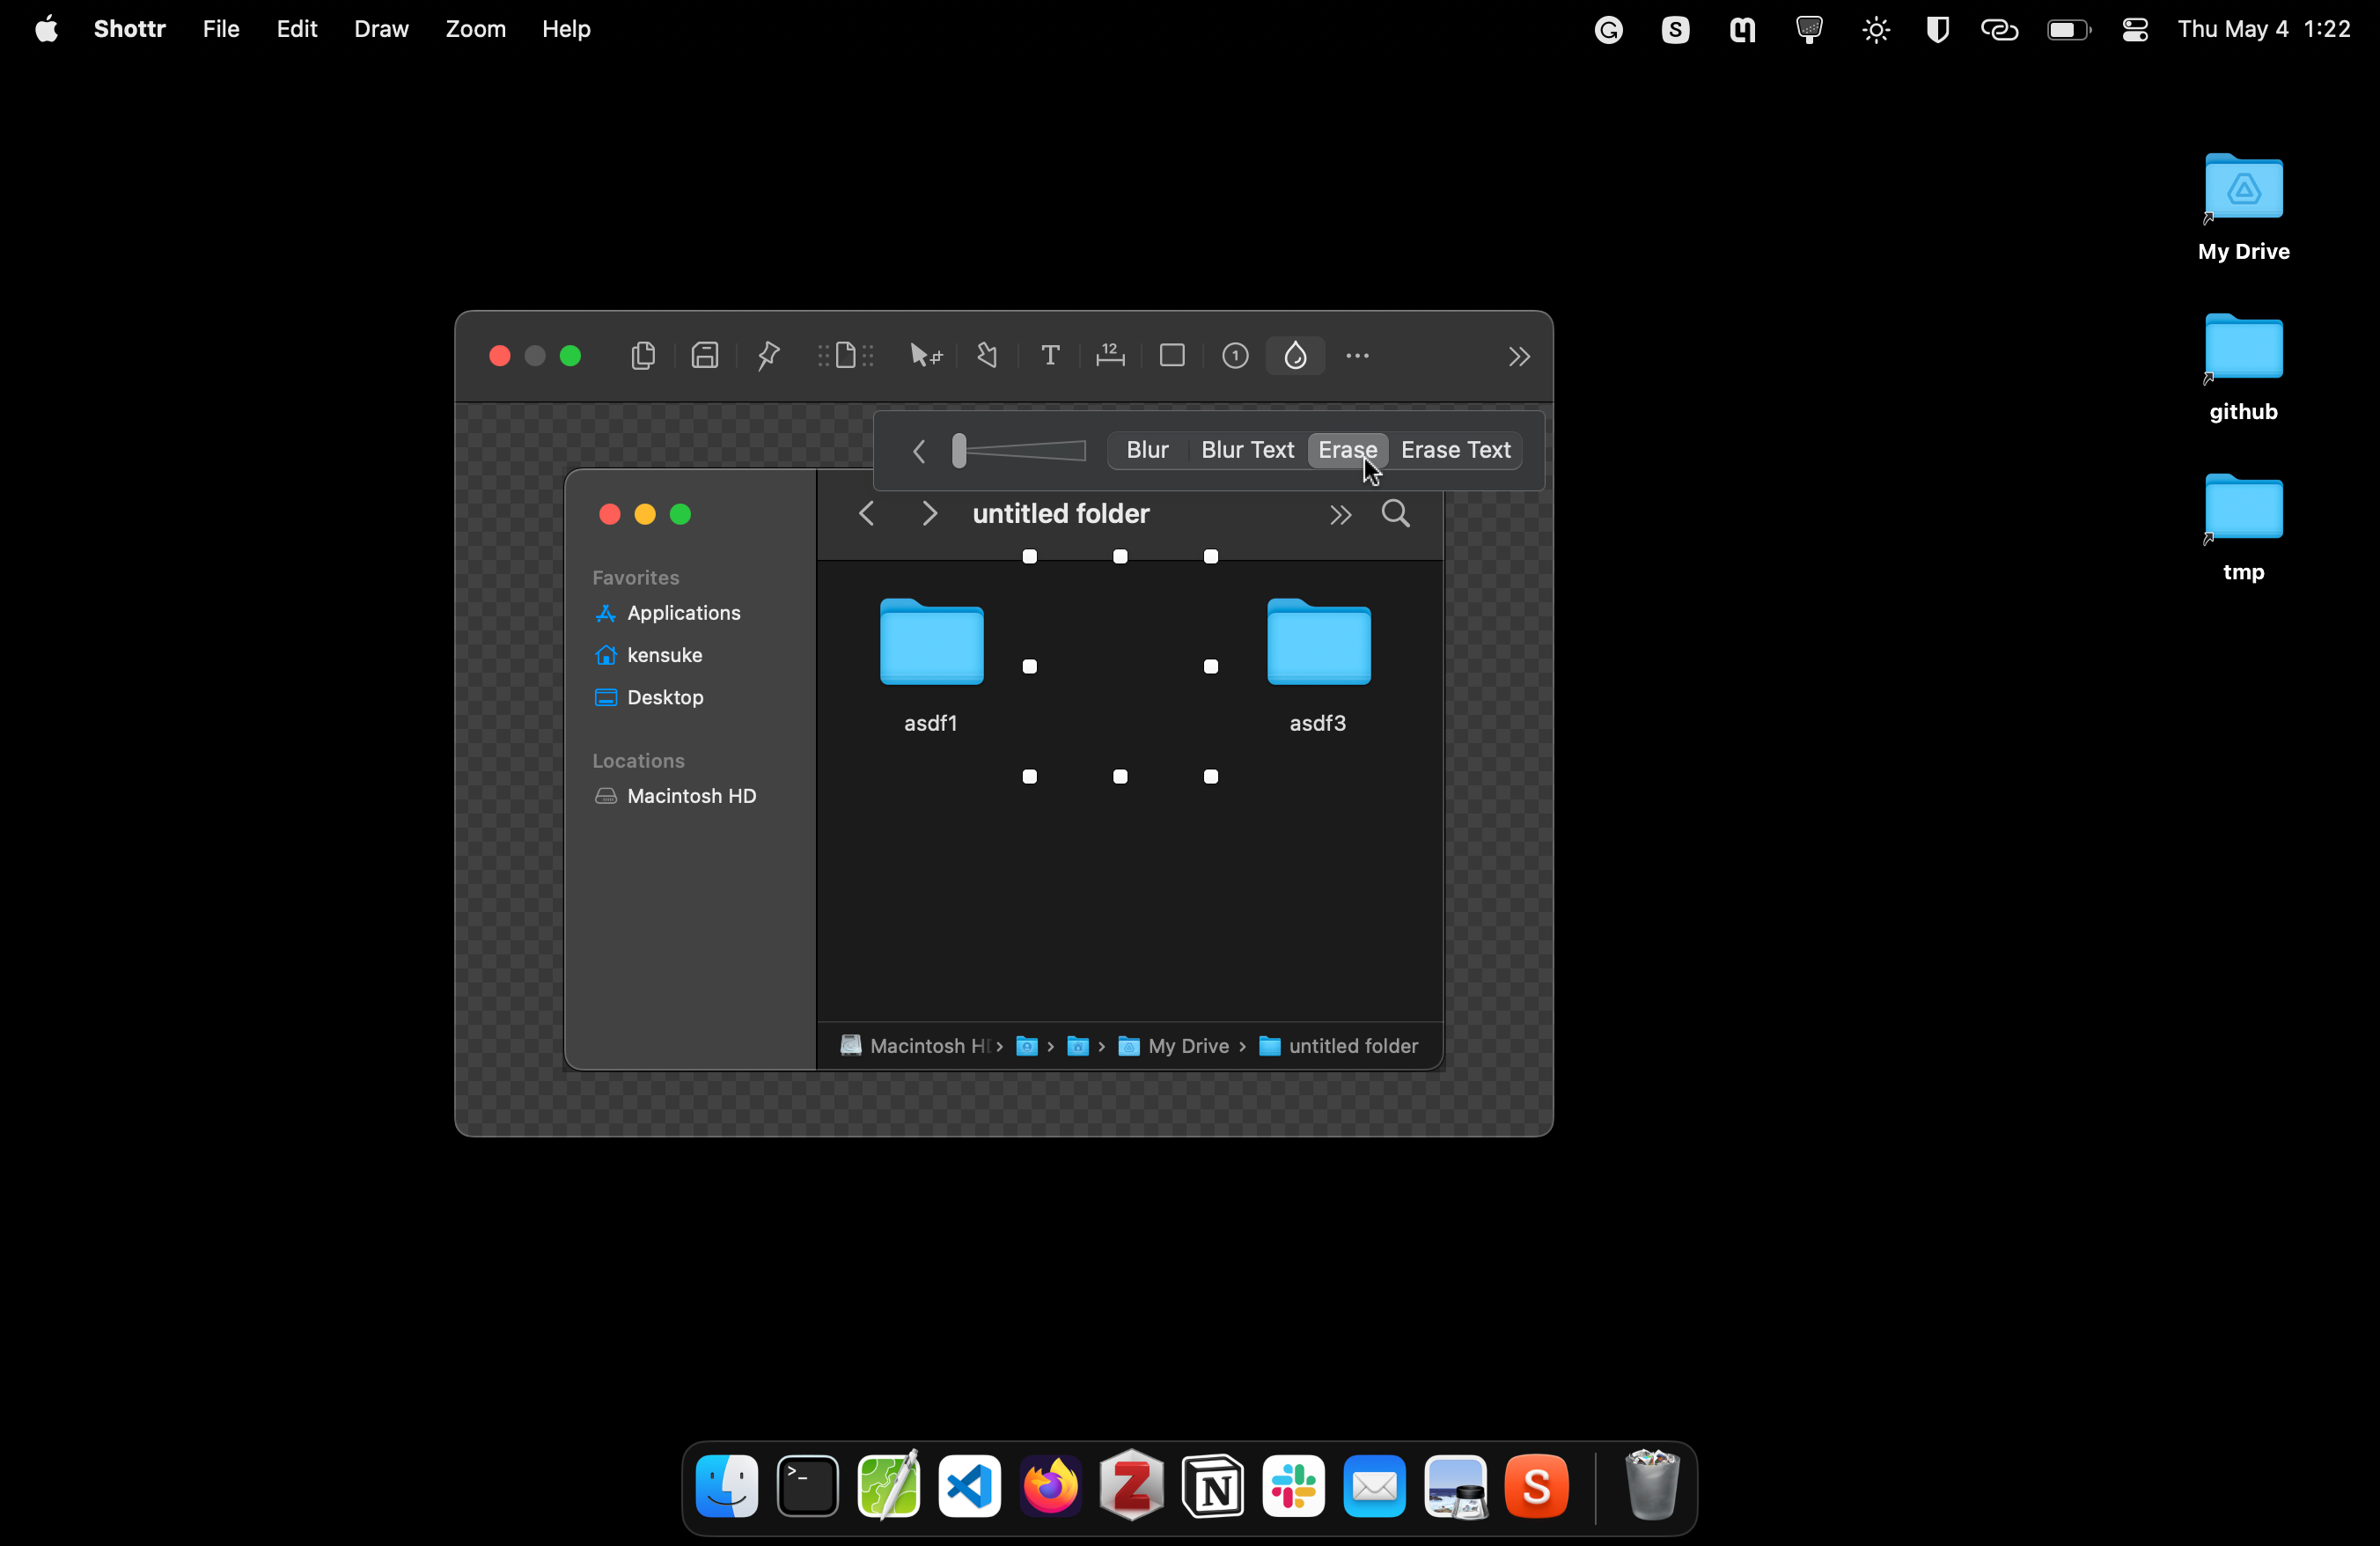 Shottr File Edit Draw Zoom Help Thu May 4 1:22
My Drive
github
tmp
T 12 1
Blur Blur Text Erase Erase Text
untitled folder
Favorites
Applications
kensuke
Desktop
asdf1 asdf3
Locations
Macintosh HD
Macintosh H › › › My Drive › untitled folder